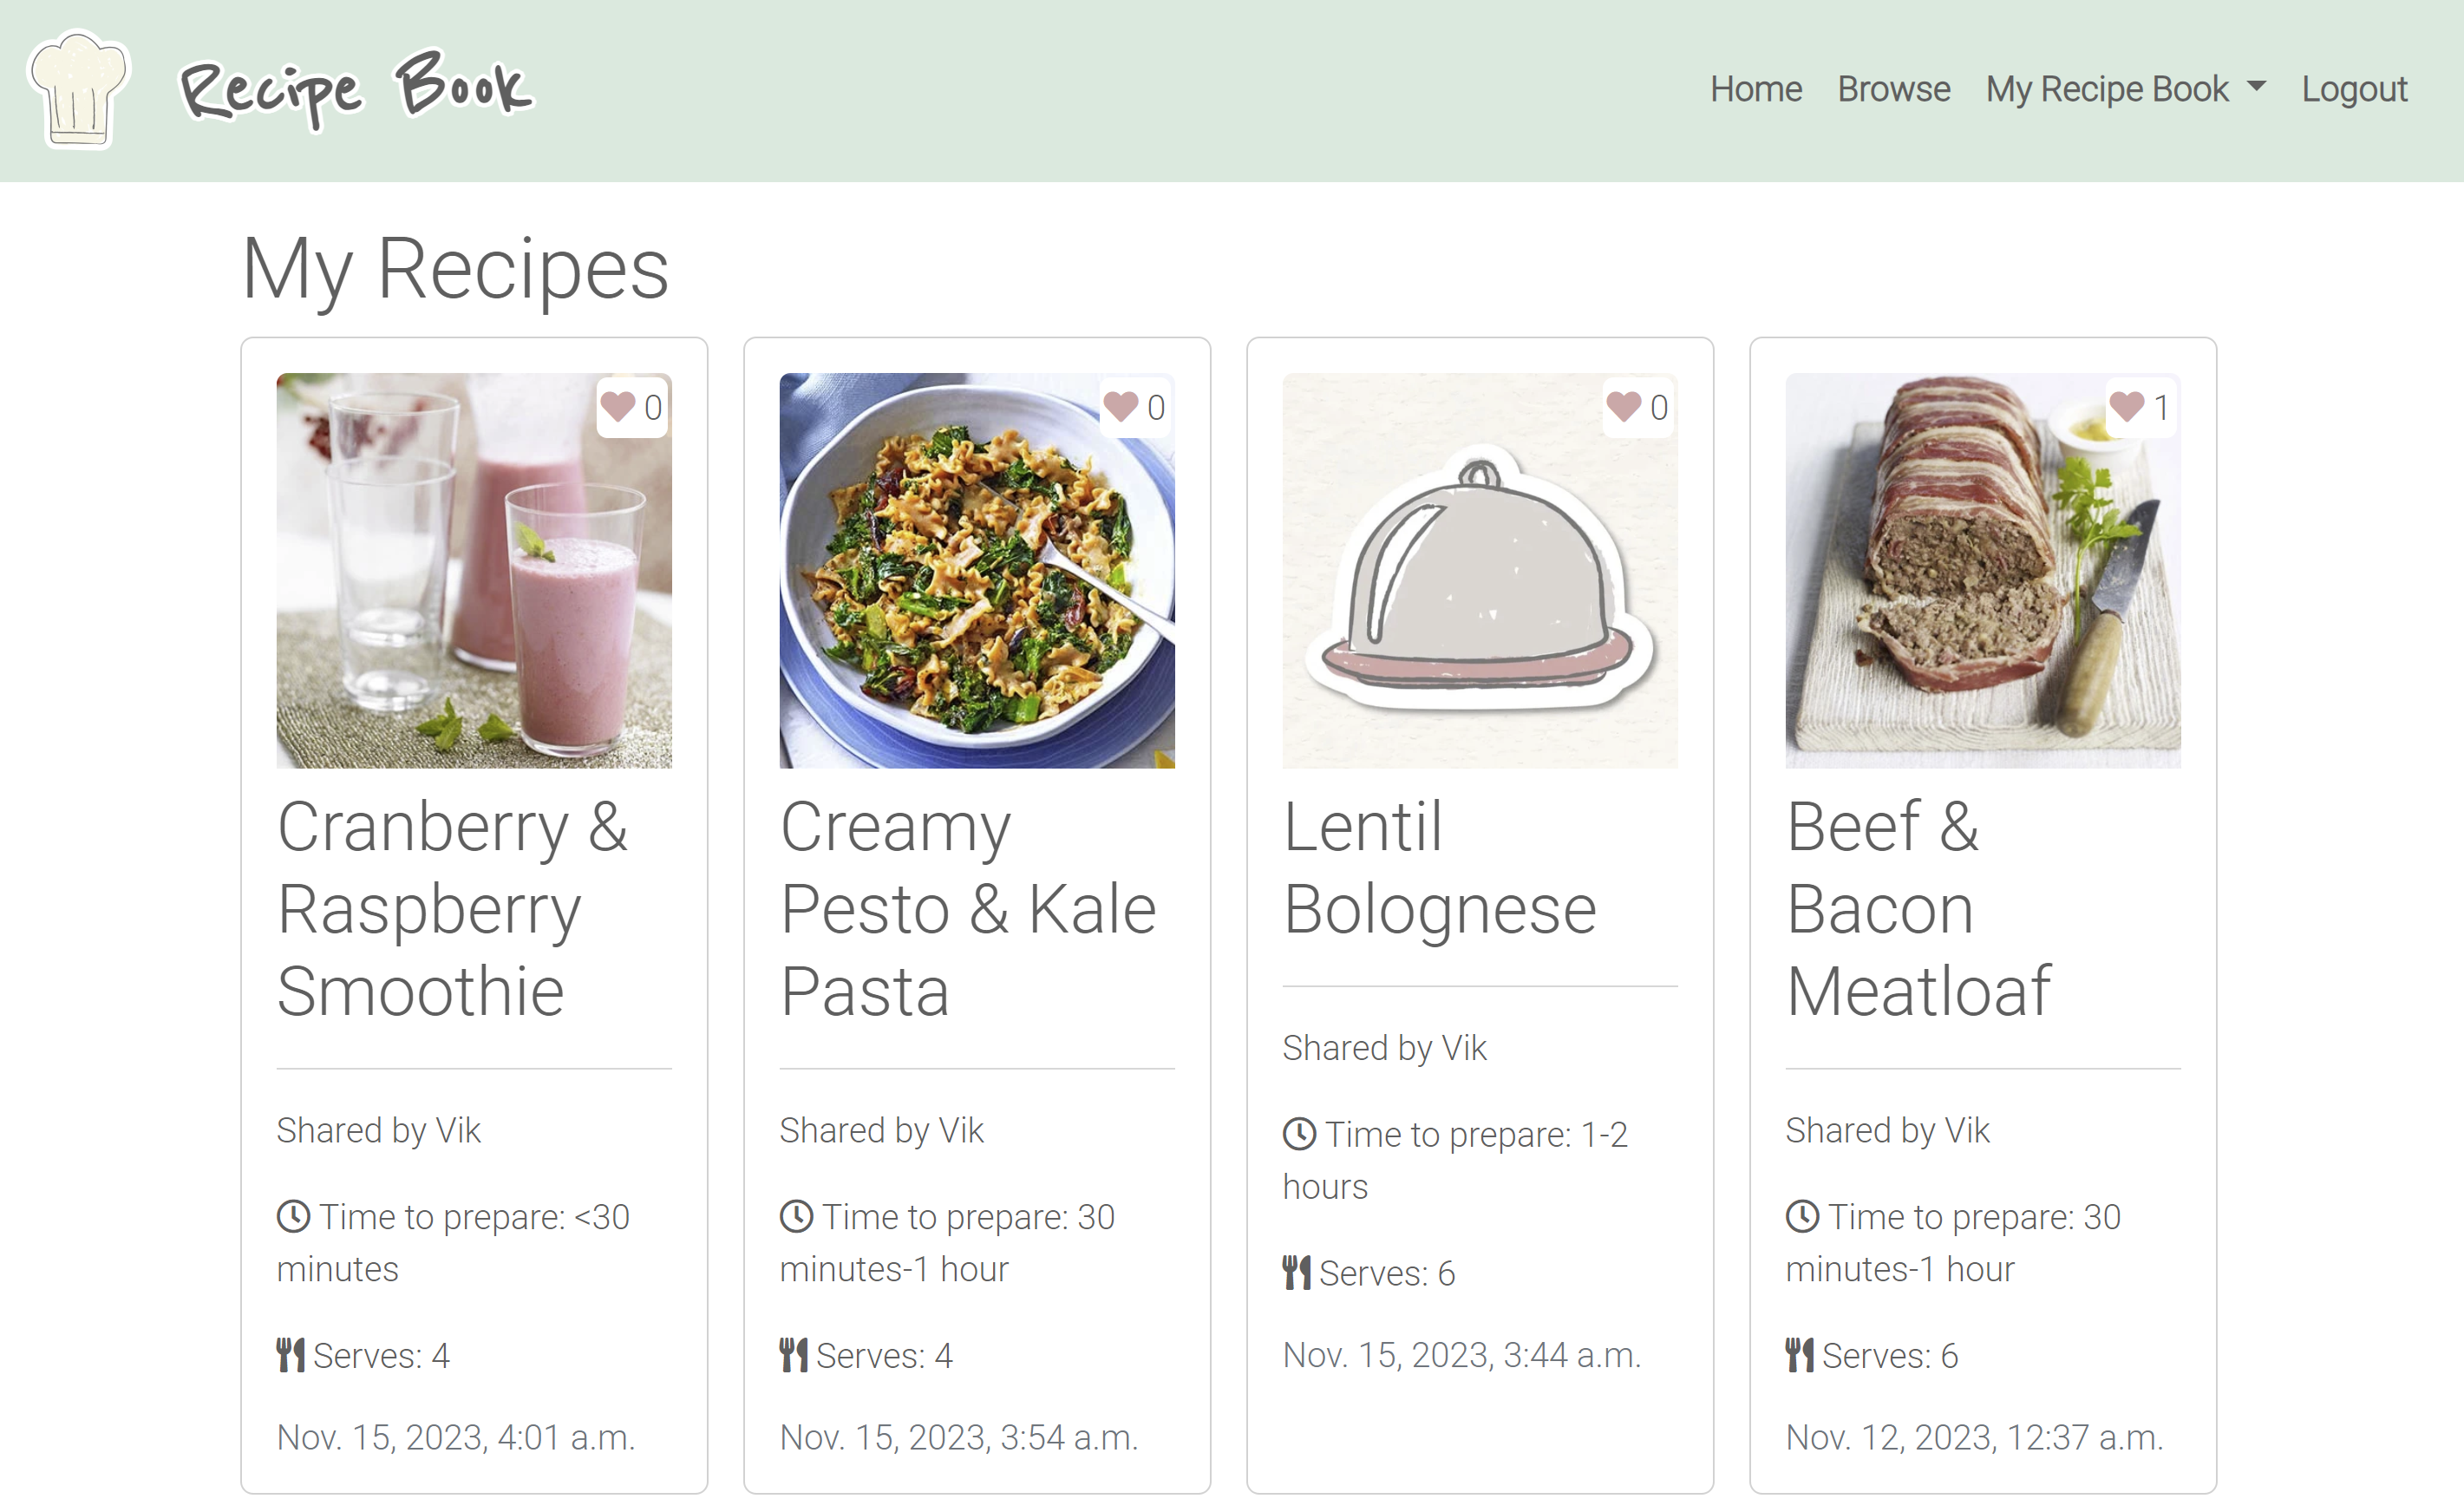 Recipe Book
Home Browse My Recipe Book Logout
My Recipes
0
Cranberry &
Raspberry
Smoothie
Shared by Vik
Time to prepare: <30
minutes
Serves: 4
Nov. 15, 2023, 4:01 a.m.
0
Creamy
Pesto & Kale
Pasta
Shared by Vik
Time to prepare: 30
minutes-1 hour
Serves: 4
Nov. 15, 2023, 3:54 a.m.
0
Lentil
Bolognese
Shared by Vik
Time to prepare: 1-2
hours
Serves: 6
Nov. 15, 2023, 3:44 a.m.
1
Beef &
Bacon
Meatloaf
Shared by Vik
Time to prepare: 30
minutes-1 hour
Serves: 6
Nov. 12, 2023, 12:37 a.m.